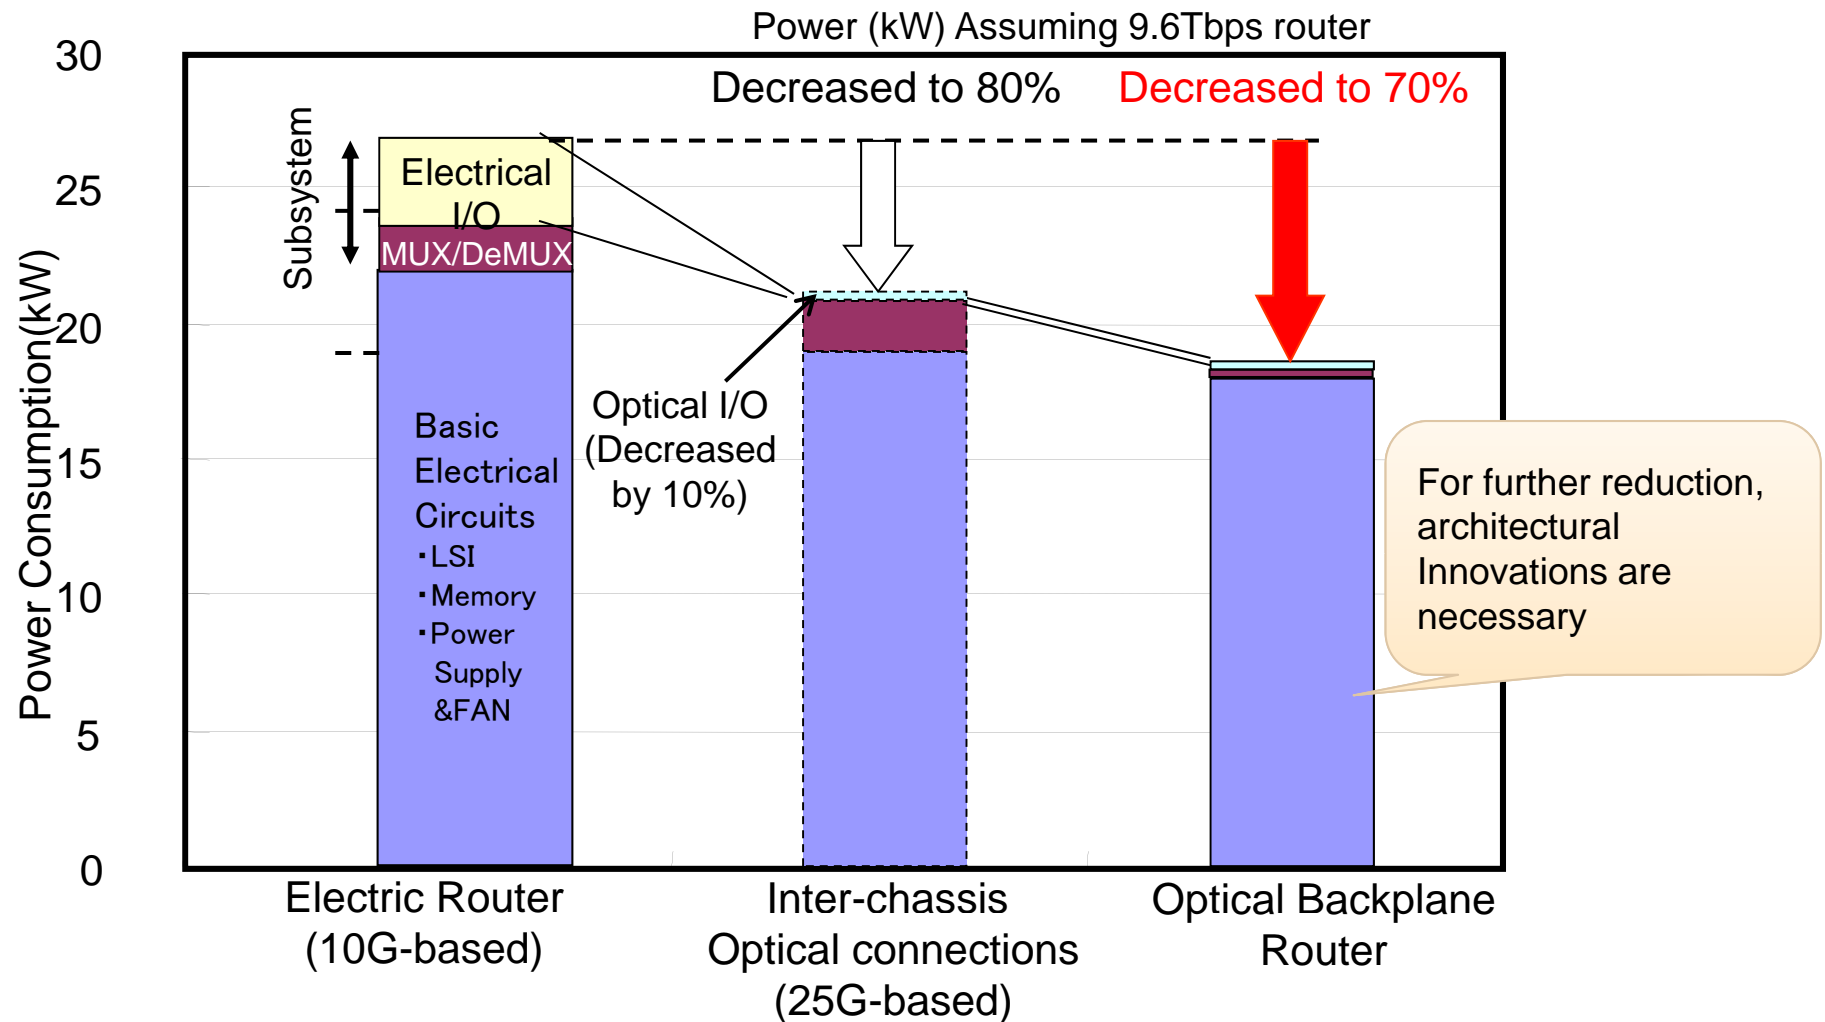 Power (kW) Assuming 9.6Tbps router
Decreased to 80%
Decreased to 70%
Power Consumption(kW)
30
25
20
15
10
5
0
Subsystem
Electrical
I/O
MUX/DeMUX
Basic
Electrical
Circuits
・LSI
・Memory
・Power
Supply
&FAN
Optical I/O
(Decreased
by 10%)
For further reduction,
architectural
Innovations are
necessary
Electric Router
(10G-based)
Inter-chassis
Optical connections
(25G-based)
Optical Backplane
Router